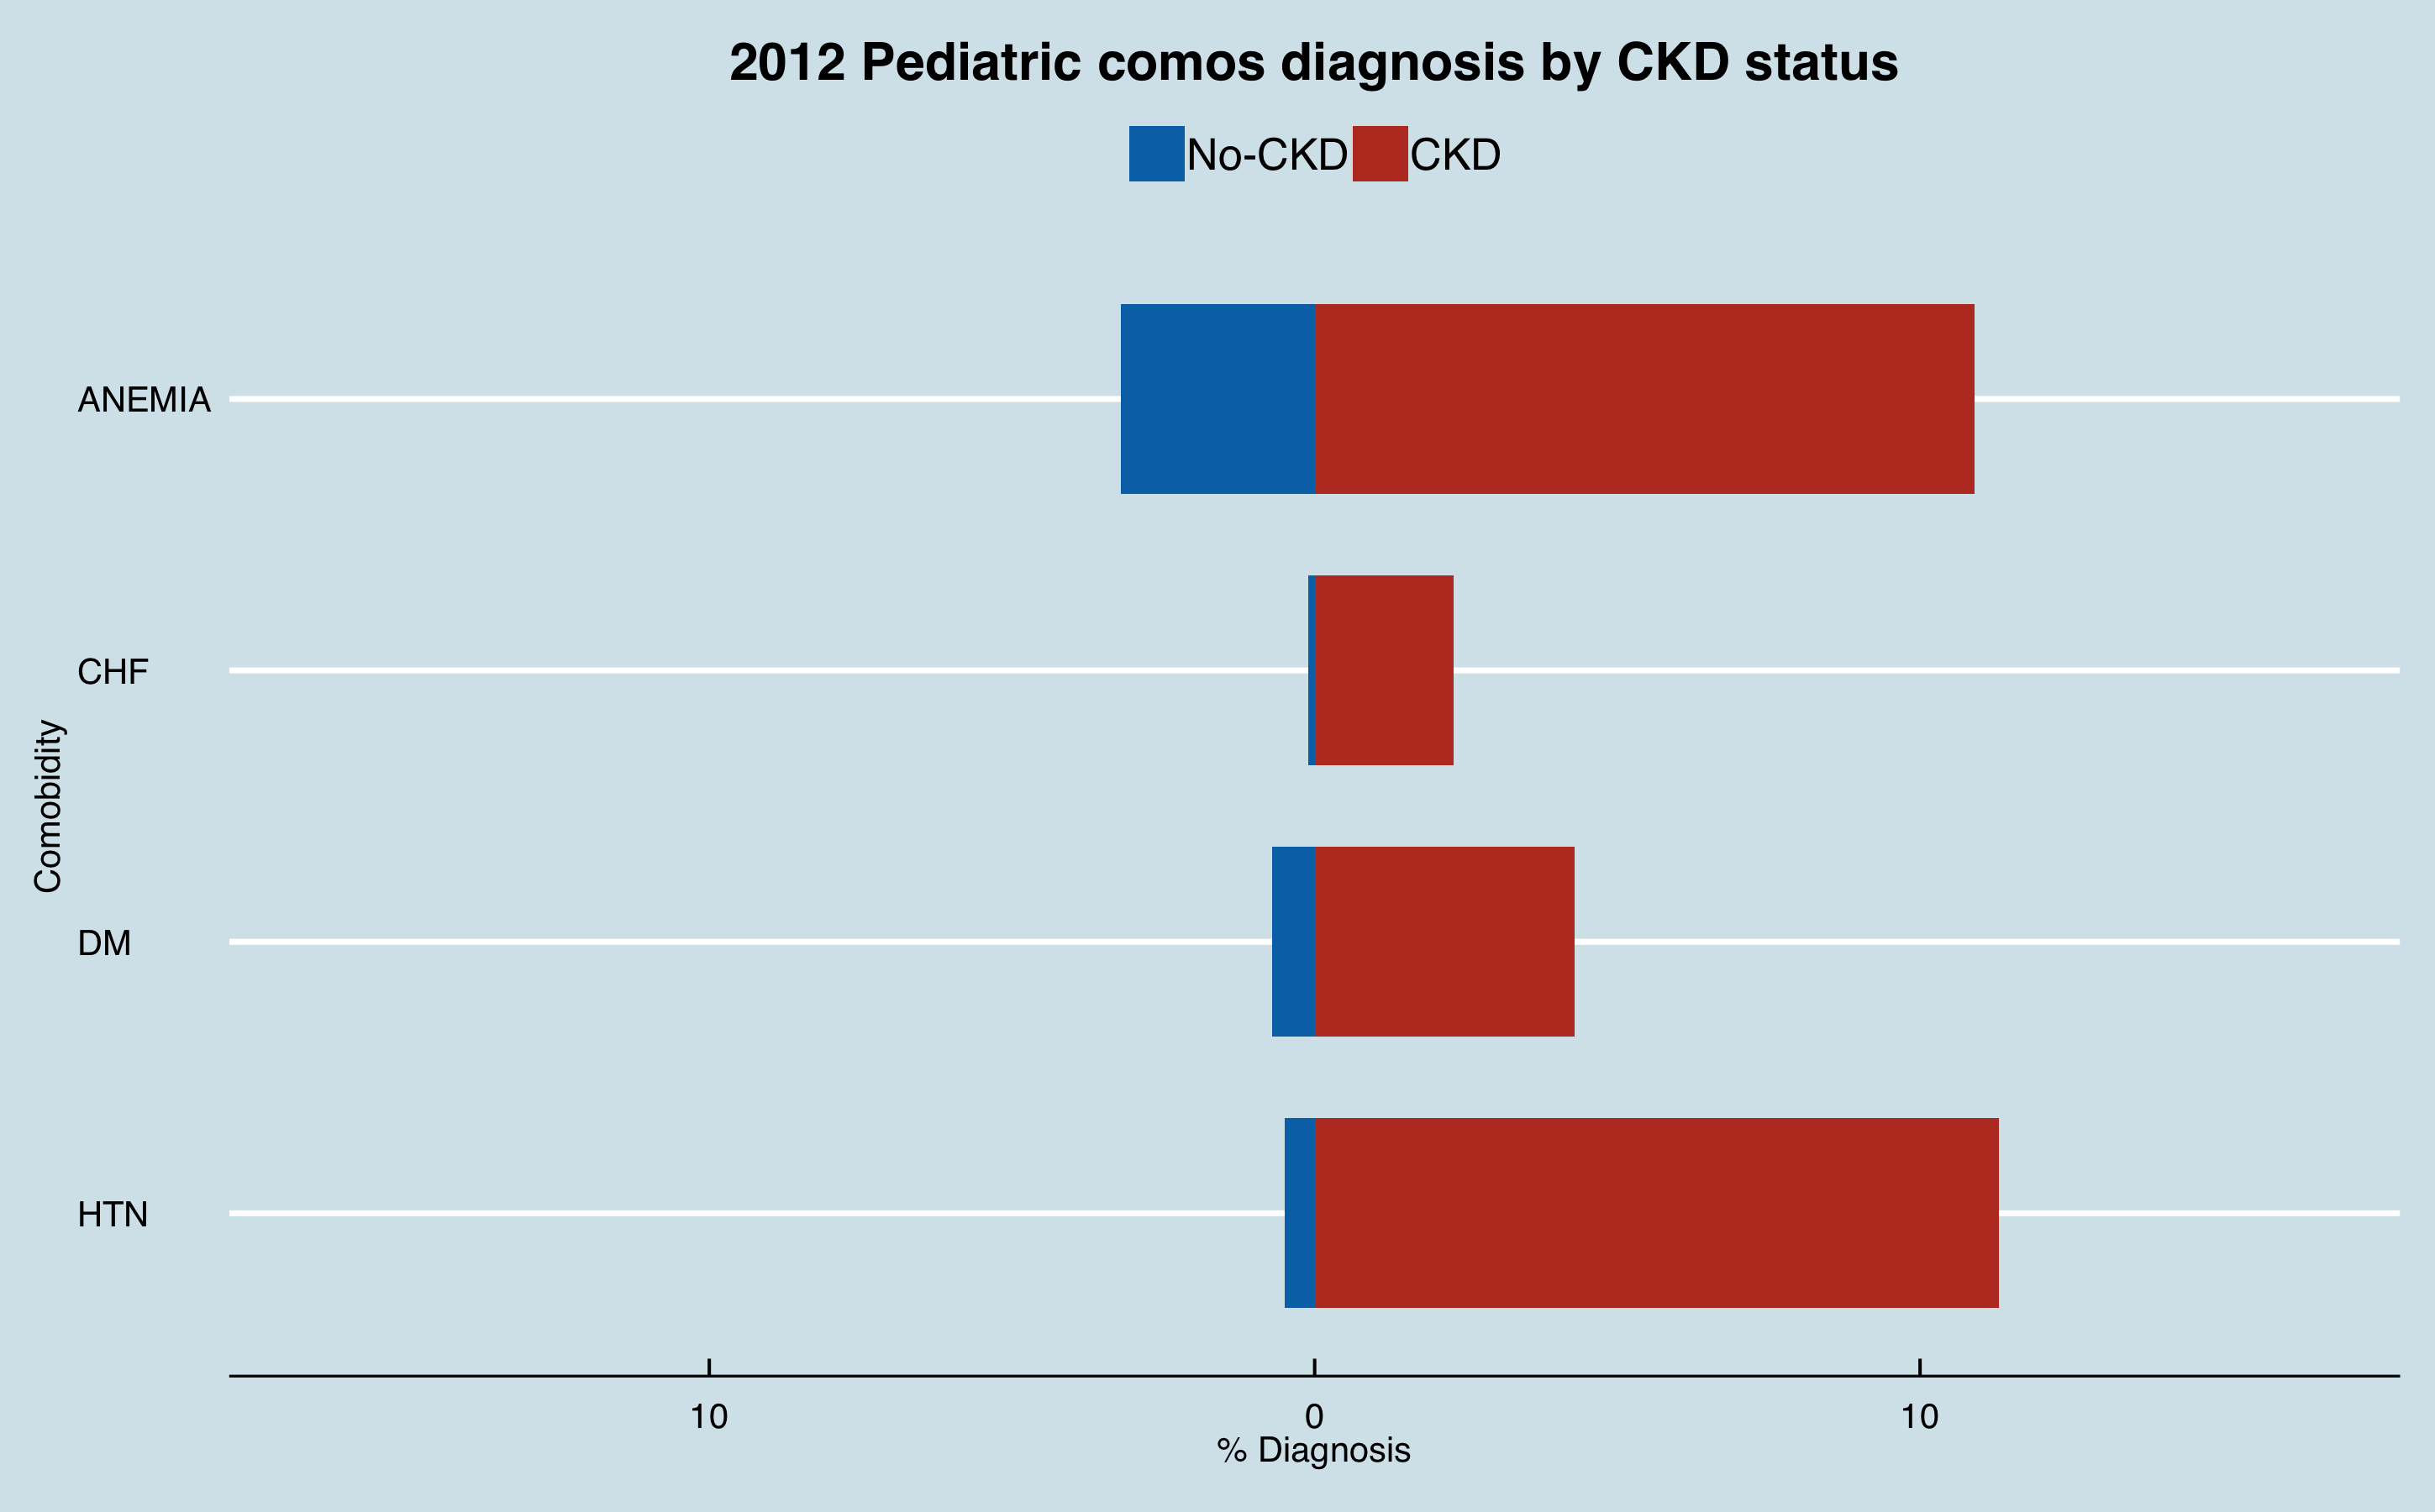 2012 Pediatric comos diagnosis by CKD status
No-CKD CKD
ANEMIA
CHF
Comobidity
DM
HTN
10 0 10
% Diagnosis